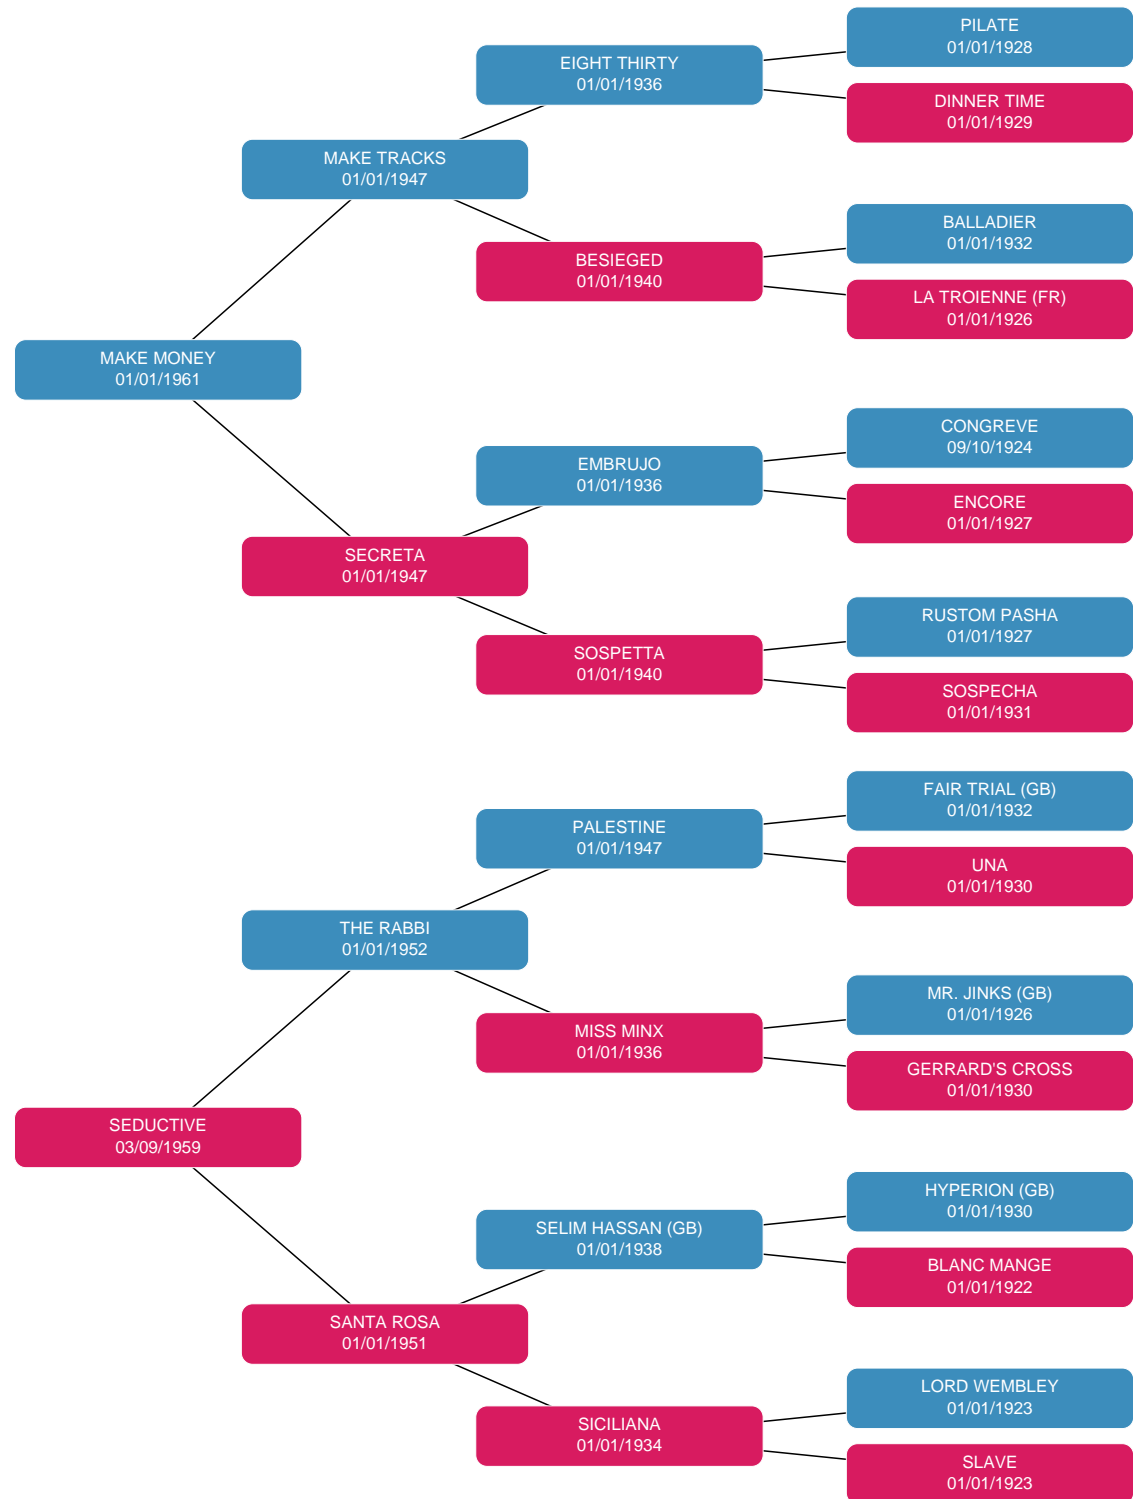 PILATE
01/01/1928
EIGHT THIRTY
01/01/1936
DINNER TIME
01/01/1929
MAKE TRACKS
01/01/1947
BALLADIER
01/01/1932
BESIEGED
01/01/1940
LA TROIENNE (FR)
01/01/1926
MAKE MONEY
01/01/1961
CONGREVE
09/10/1924
EMBRUJO
01/01/1936
ENCORE
01/01/1927
SECRETA
01/01/1947
RUSTOM PASHA
01/01/1927
SOSPETTA
01/01/1940
SOSPECHA
01/01/1931
FAIR TRIAL (GB)
01/01/1932
PALESTINE
01/01/1947
UNA
01/01/1930
THE RABBI
01/01/1952
MR. JINKS (GB)
01/01/1926
MISS MINX
01/01/1936
GERRARD'S CROSS
01/01/1930
SEDUCTIVE
03/09/1959
HYPERION (GB)
01/01/1930
SELIM HASSAN (GB)
01/01/1938
BLANC MANGE
01/01/1922
SANTA ROSA
01/01/1951
LORD WEMBLEY
01/01/1923
SICILIANA
01/01/1934
SLAVE
01/01/1923